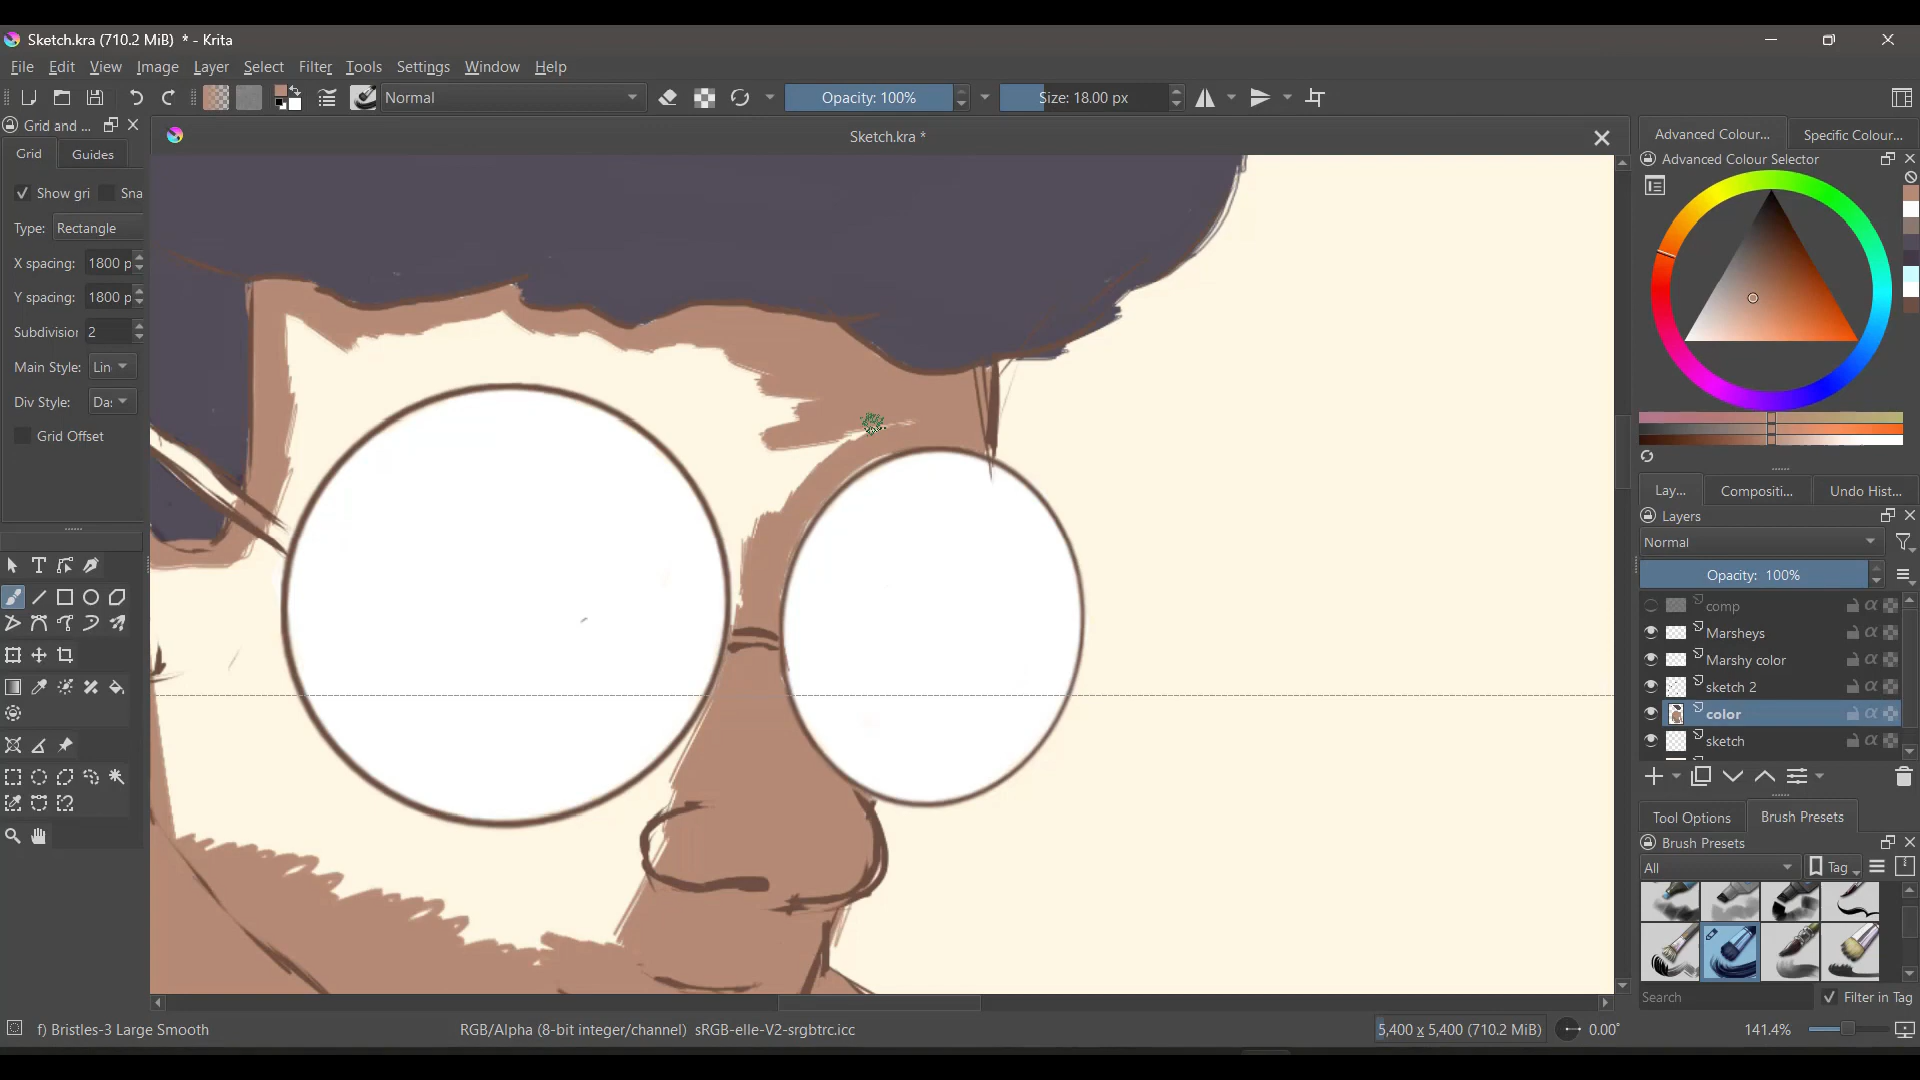 Sketch.kra (710.2 MiB) * - Krita
File Edit View Image Layer Select Filter Tools Settings Window Help
Normal Opacity: 100% Size: 18.00 px
Grid and ...
Sketch.kra *
Advanced Colour... Specific Colour...
Grid Guides
Advanced Colour Selector
Show gri Sna
Type: Rectangle
X spacing: 1800 p
Y spacing: 1800 p
Subdivision 2
Main Style: Lin
Div Style: Da:
Grid Offset
Lay... Compositi... Undo Hist...
Layers
Normal
Opacity: 100%
comp
Marsheys
Marshy color
sketch 2
color
sketch
Tool Options Brush Presets
Brush Presets
All Tag
Search Filter in Tag
f) Bristles-3 Large Smooth RGB/Alpha (8-bit integer/channel) sRGB-elle-V2-srgbtrc.icc 5,400 x 5,400 (710.2 MiB) 0.00° 141.4%